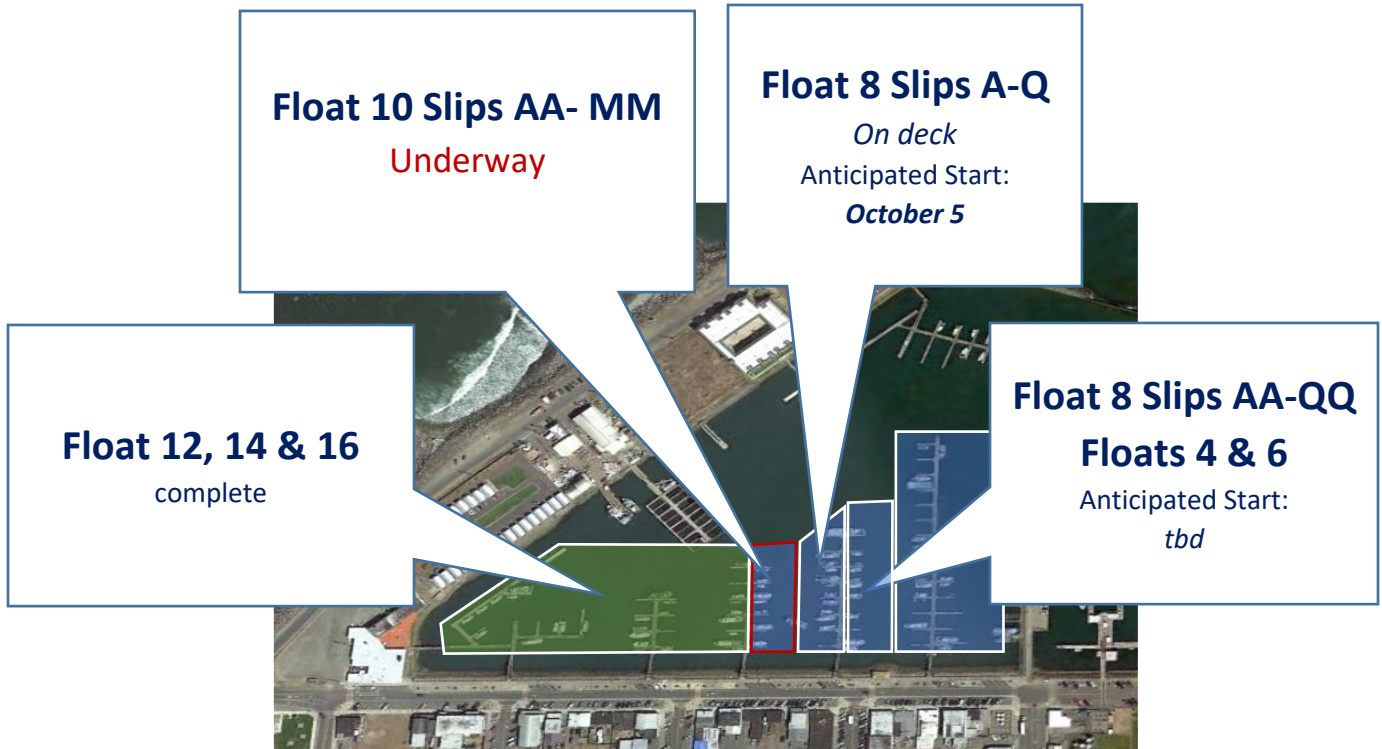 Float 10 Slips AA- MM
Underway
Float 8 Slips A-Q
On deck
Anticipated Start:
October 5
Float 12, 14 & 16
complete
Float 8 Slips AA-QQ
Floats 4 & 6
Anticipated Start:
tbd